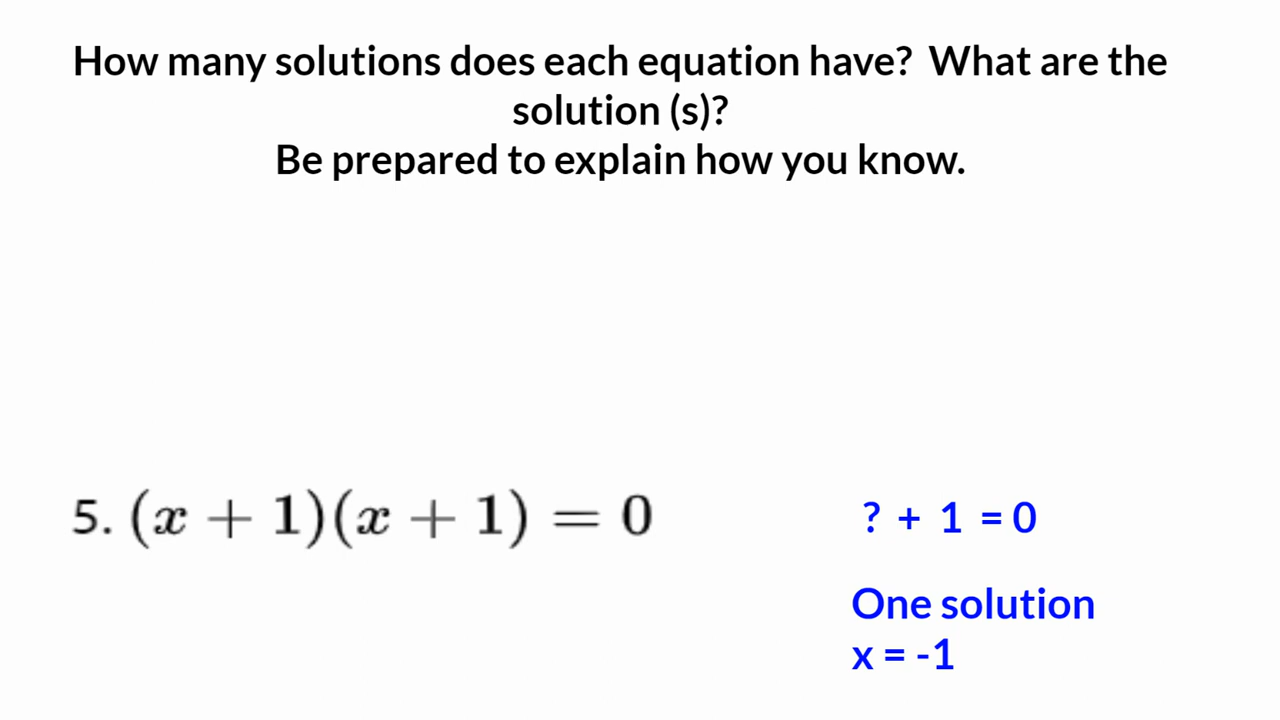 How many solutions does each equation have? What are the
solution (s)?
Be prepared to explain how you know.
5. (x + 1)(x + 1) = 0
? + 1 = 0
One solution
x = -1